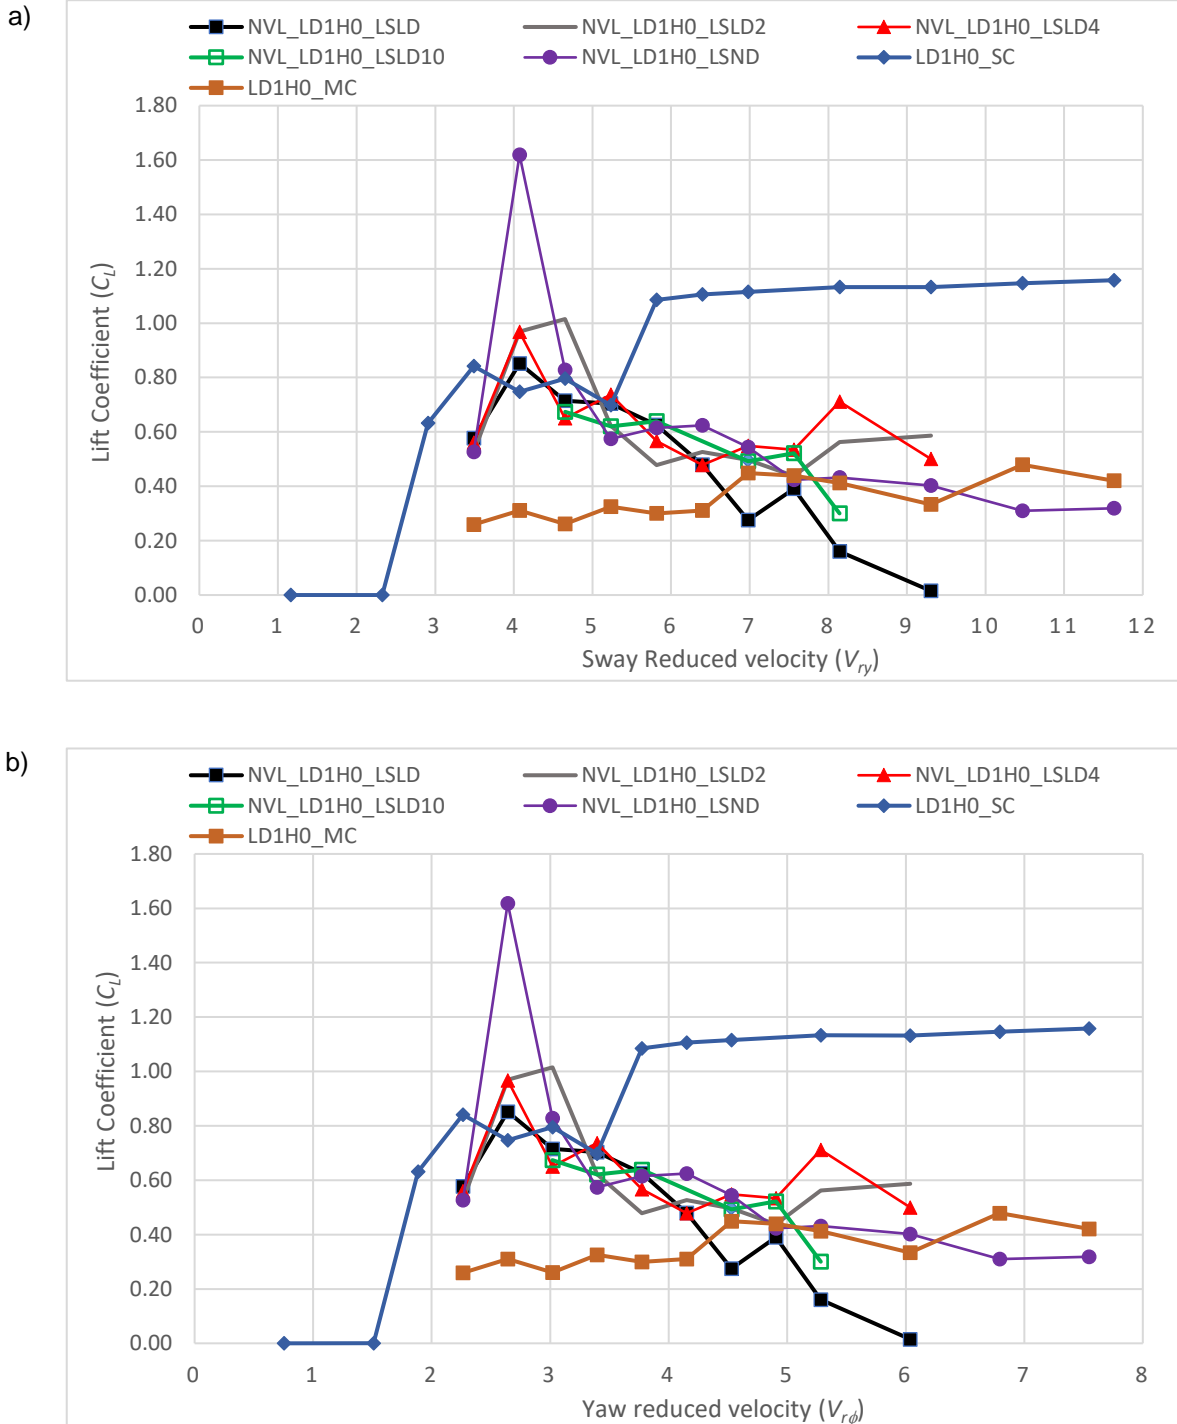 a)
NVL_LD1H0_LSLD NVL_LD1H0_LSLD2 NVL_LD1H0_LSLD4
NVL_LD1H0_LSLD10 NVL_LD1H0_LSND LD1H0_SC
LD1H0_MC
1.80
1.60
1.40
1.20
1.00
0.80
0.60
0.40
0.20
0.00
Lift Coefficient (C_L)
0 1 2 3 4 5 6 7 8 9 10 11 12
Sway Reduced velocity (V_ry)
b)
NVL_LD1H0_LSLD NVL_LD1H0_LSLD2 NVL_LD1H0_LSLD4
NVL_LD1H0_LSLD10 NVL_LD1H0_LSND LD1H0_SC
LD1H0_MC
1.80
1.60
1.40
1.20
1.00
0.80
0.60
0.40
0.20
0.00
Lift Coefficient (C_L)
0 1 2 3 4 5 6 7 8
Yaw reduced velocity (V_rϕ)